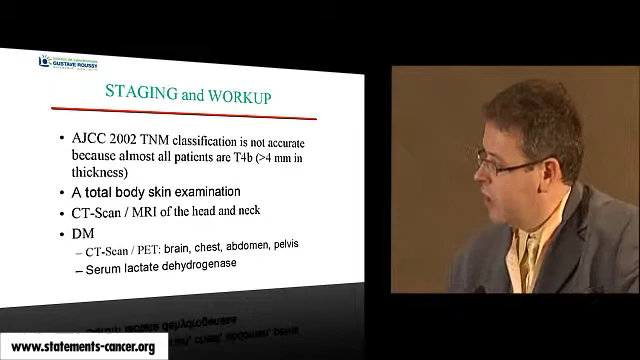 GUSTAVE ROUSSY
STAGING and WORKUP
• AJCC 2002 TNM classification is not accurate
because almost all patients are T4b (>4 mm in
thickness)
• A total body skin examination
• CT-Scan / MRI of the head and neck
• DM
– CT-Scan / PET: brain, chest, abdomen, pelvis
– Serum lactate dehydrogenase
www.statements-cancer.org